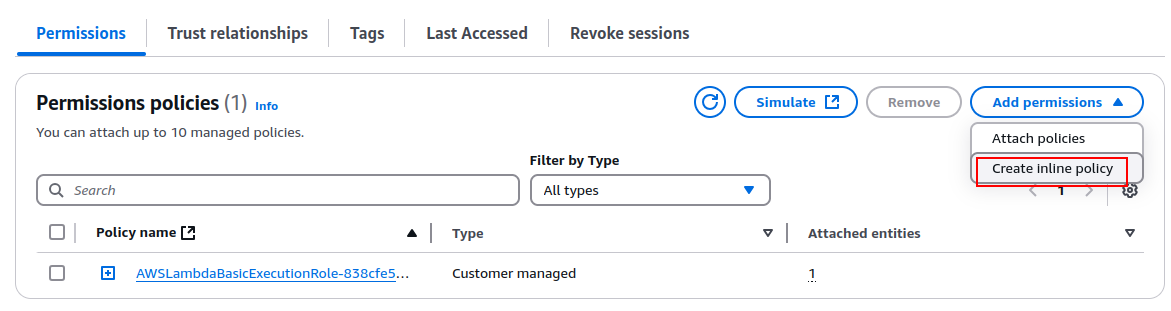 Permissions Trust relationships Tags Last Accessed Revoke sessions
Permissions policies (1) Info
Simulate Remove Add permissions
You can attach up to 10 managed policies.
Attach policies
Create inline policy
Filter by Type
Search All types
1
Policy name Type Attached entities
AWSLambdaBasicExecutionRole-838cfe5... Customer managed 1